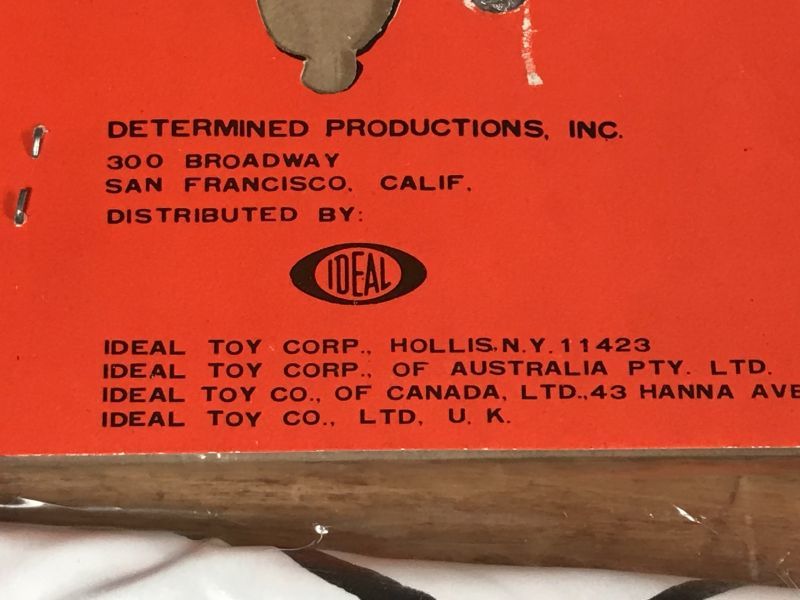 DETERMINED PRODUCTIONS, INC.
300 BROADWAY
SAN FRANCISCO, CALIF.
DISTRIBUTED BY:
IDEAL
IDEAL TOY CORP., HOLLIS, N.Y. 11423
IDEAL TOY CORP., OF AUSTRALIA PTY. LTD.
IDEAL TOY CO., OF CANADA, LTD., 43 HANNA AVE
IDEAL TOY CO., LTD, U. K.